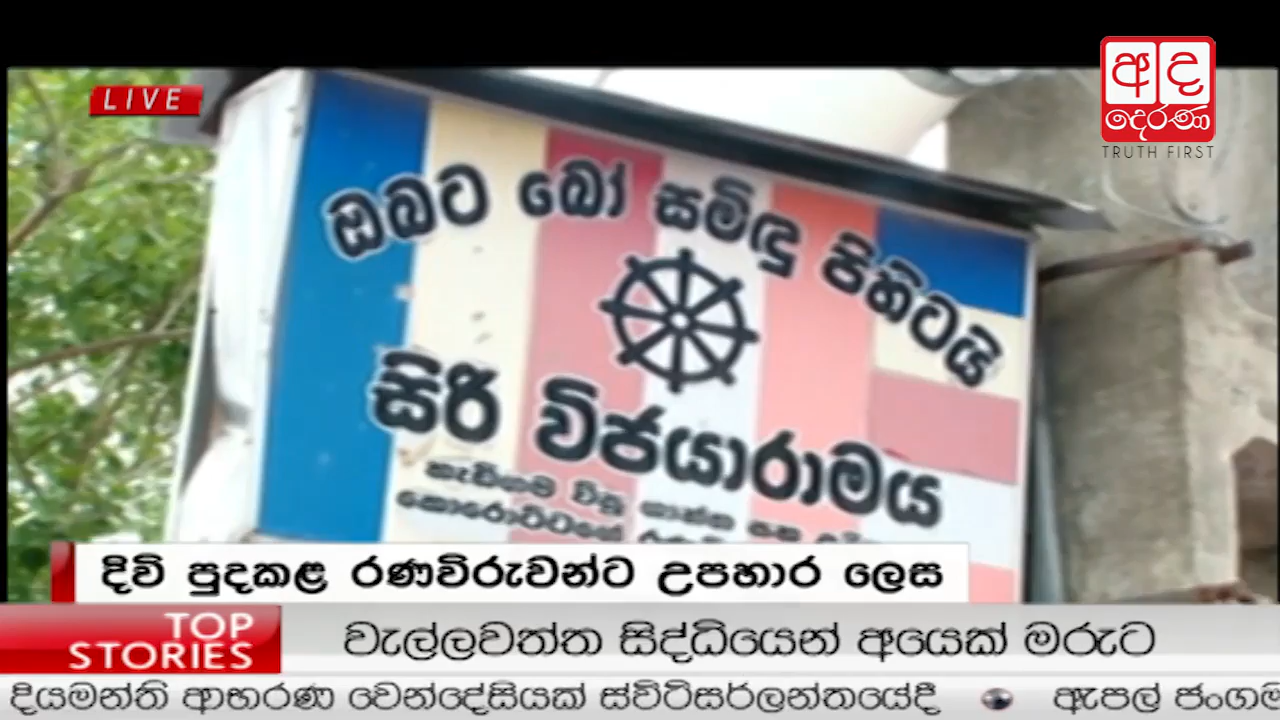 LIVE
අද
දෙරණ
TRUTH FIRST
ඔබට බෝ සමිඳු පිහිටයි
සිරි විජයාරාමය
දිවි පුදකළ රණවිරුවන්ට උපහාර ලෙස
TOP
STORIES
වැල්ලවත්ත සිද්ධියෙන් අයෙක් මරුට
දියමන්ති ආභරණ වෙන්දේසියක් ස්විට්සර්ලන්තයේදී
ඇපල් ජංගම